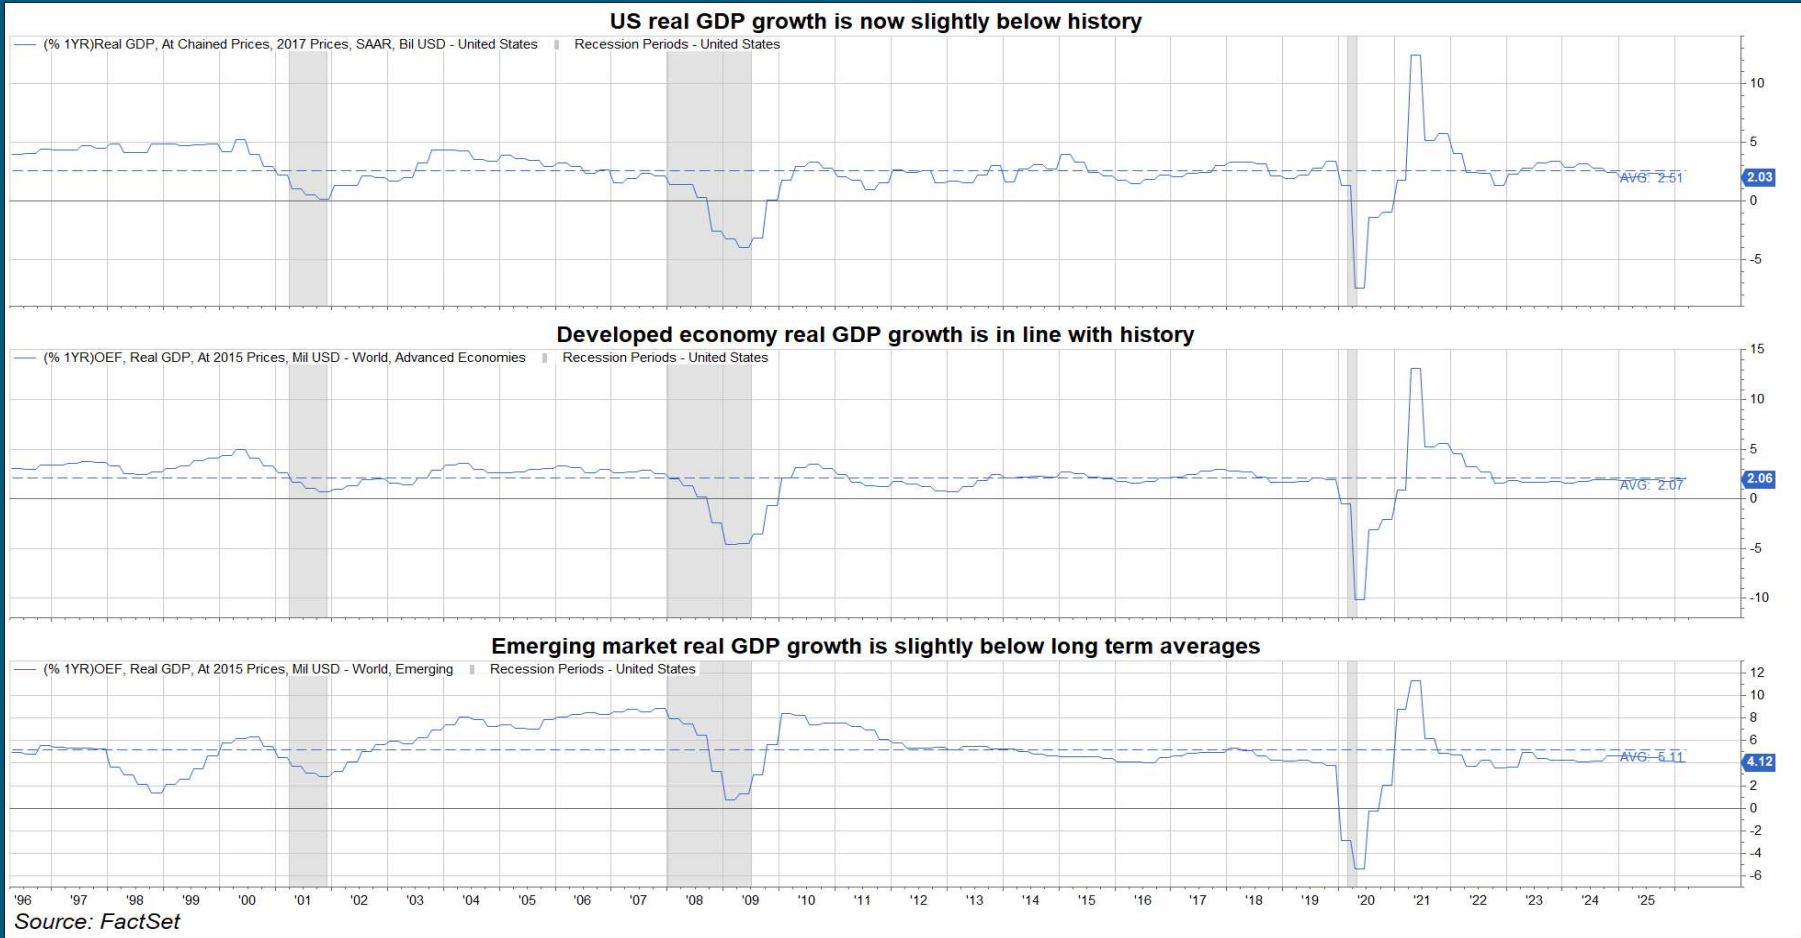 US real GDP growth is now slightly below history
(% 1YR)Real GDP, At Chained Prices, 2017 Prices, SAAR, Bil USD - United States Recession Periods - United States
10
5
AVG: 2.51
2.03
0
-5
Developed economy real GDP growth is in line with history
(% 1YR)OEF, Real GDP, At 2015 Prices, Mil USD - World, Advanced Economies Recession Periods - United States
15
10
5
AVG: 2.07
2.06
0
-5
-10
Emerging market real GDP growth is slightly below long term averages
(% 1YR)OEF, Real GDP, At 2015 Prices, Mil USD - World, Emerging Recession Periods - United States
12
10
8
6
AVG: 5.11
4.12
2
0
-2
-4
-6
'96 '97 '98 '99 '00 '01 '02 '03 '04 '05 '06 '07 '08 '09 '10 '11 '12 '13 '14 '15 '16 '17 '18 '19 '20 '21 '22 '23 '24 '25
Source: FactSet